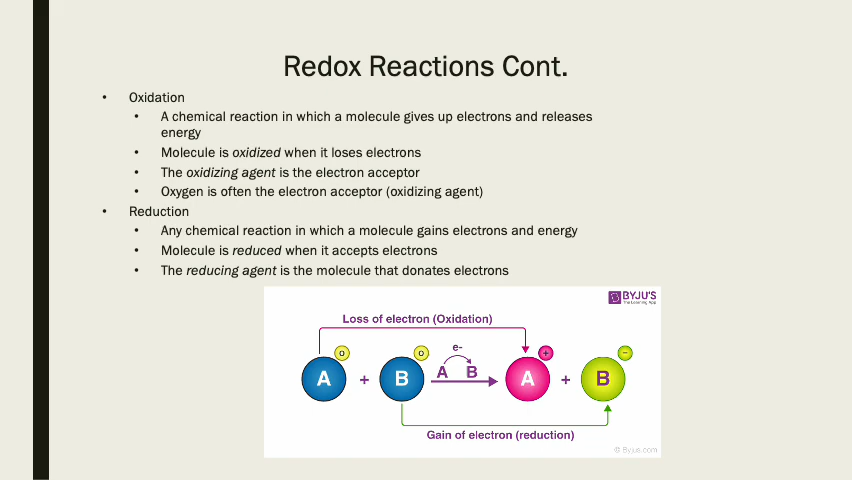 Redox Reactions Cont.
• Oxidation
• A chemical reaction in which a molecule gives up electrons and releases
energy
• Molecule is oxidized when it loses electrons
• The oxidizing agent is the electron acceptor
• Oxygen is often the electron acceptor (oxidizing agent)
• Reduction
• Any chemical reaction in which a molecule gains electrons and energy
• Molecule is reduced when it accepts electrons
• The reducing agent is the molecule that donates electrons
BYJU'S
The Learning App
Loss of electron (Oxidation)
e-
o o + −
A + B A B A + B
Gain of electron (reduction)
© Byjus.com